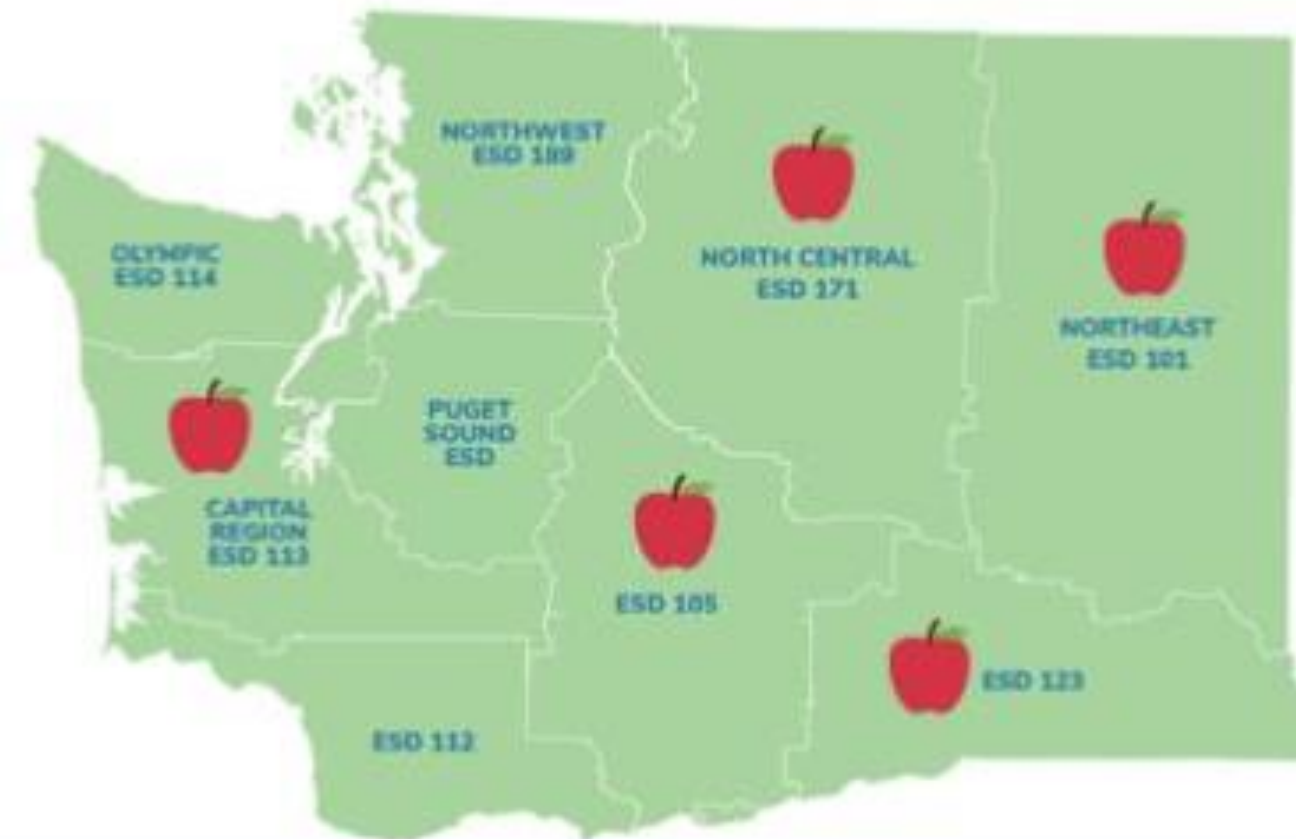 NORTHWEST
ESD 189
NORTH CENTRAL
ESD 171
OLYMPIC
ESD 114
NORTHEAST
ESD 101
PUGET
SOUND
ESD
CAPITAL
REGION
ESD 113
ESD 105
ESD 123
ESD 112